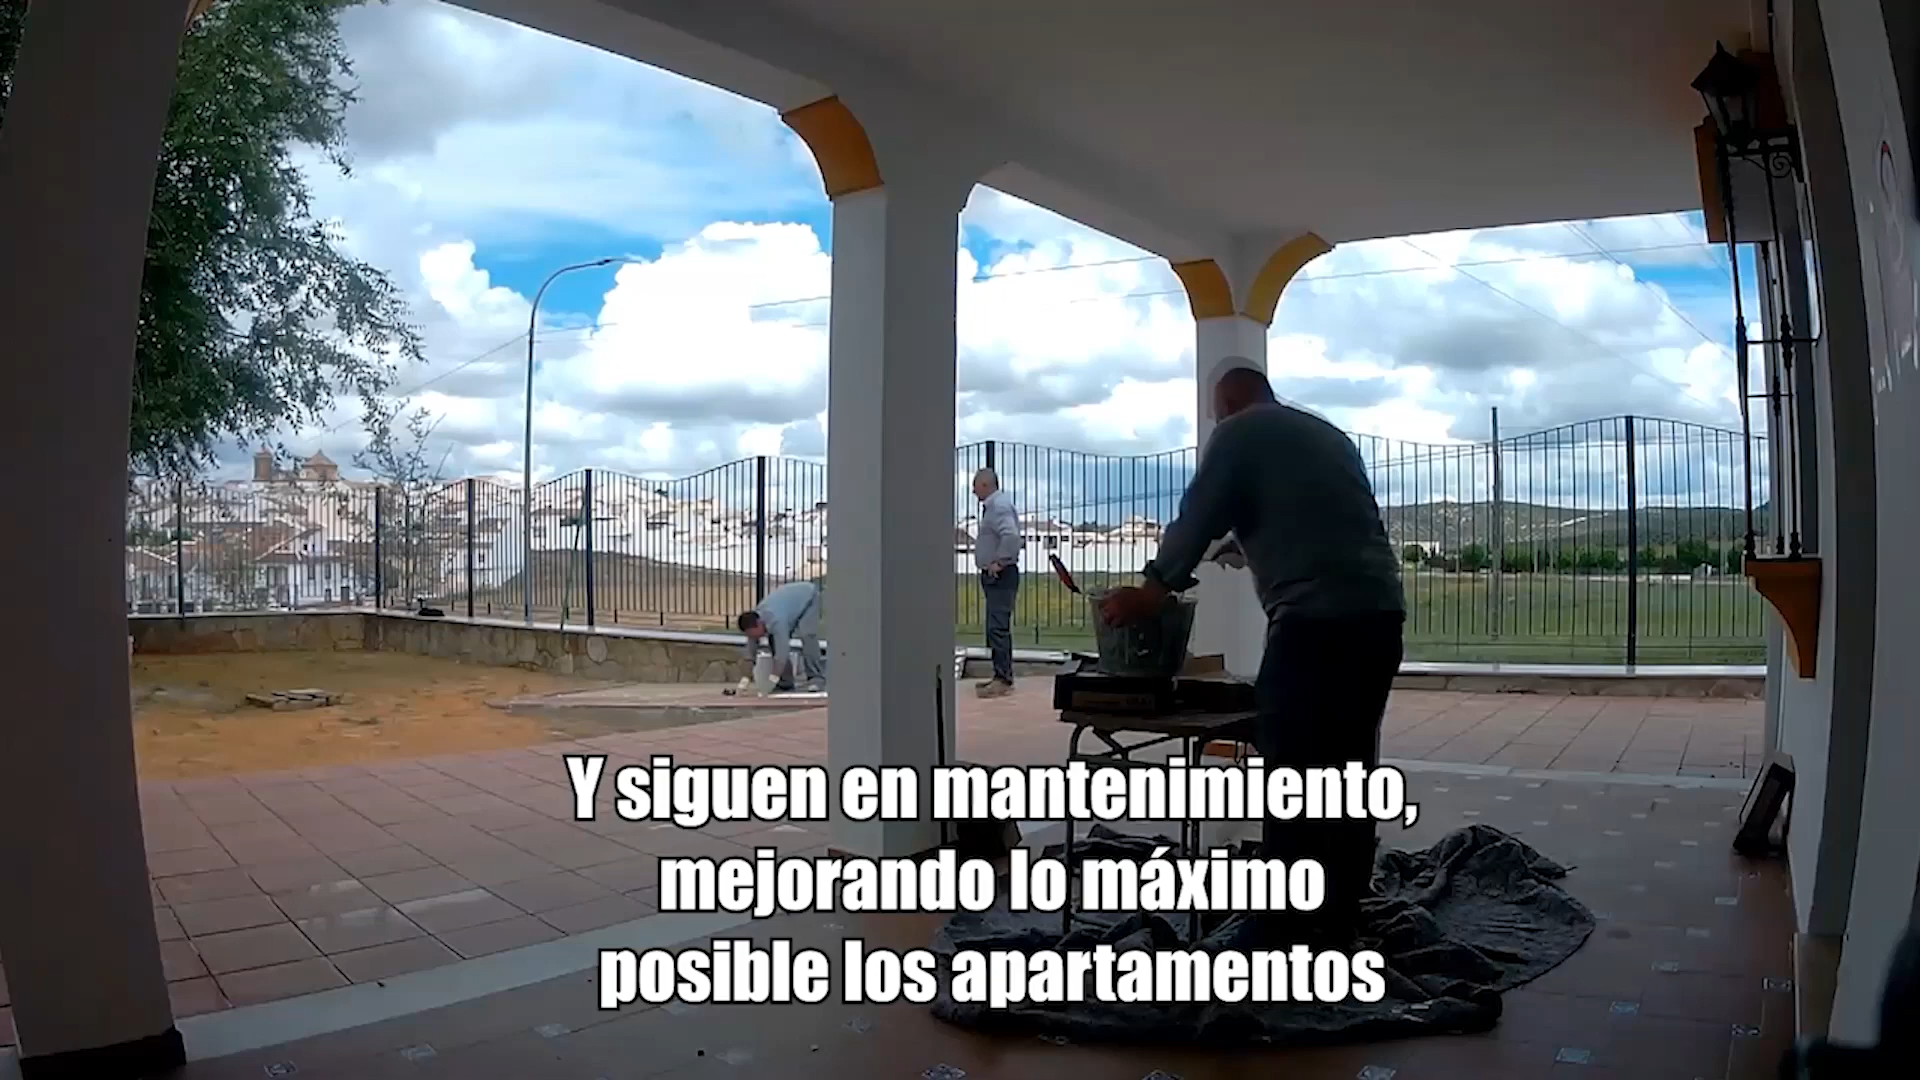 Y siguen en mantenimiento,
mejorando lo máximo
posible los apartamentos